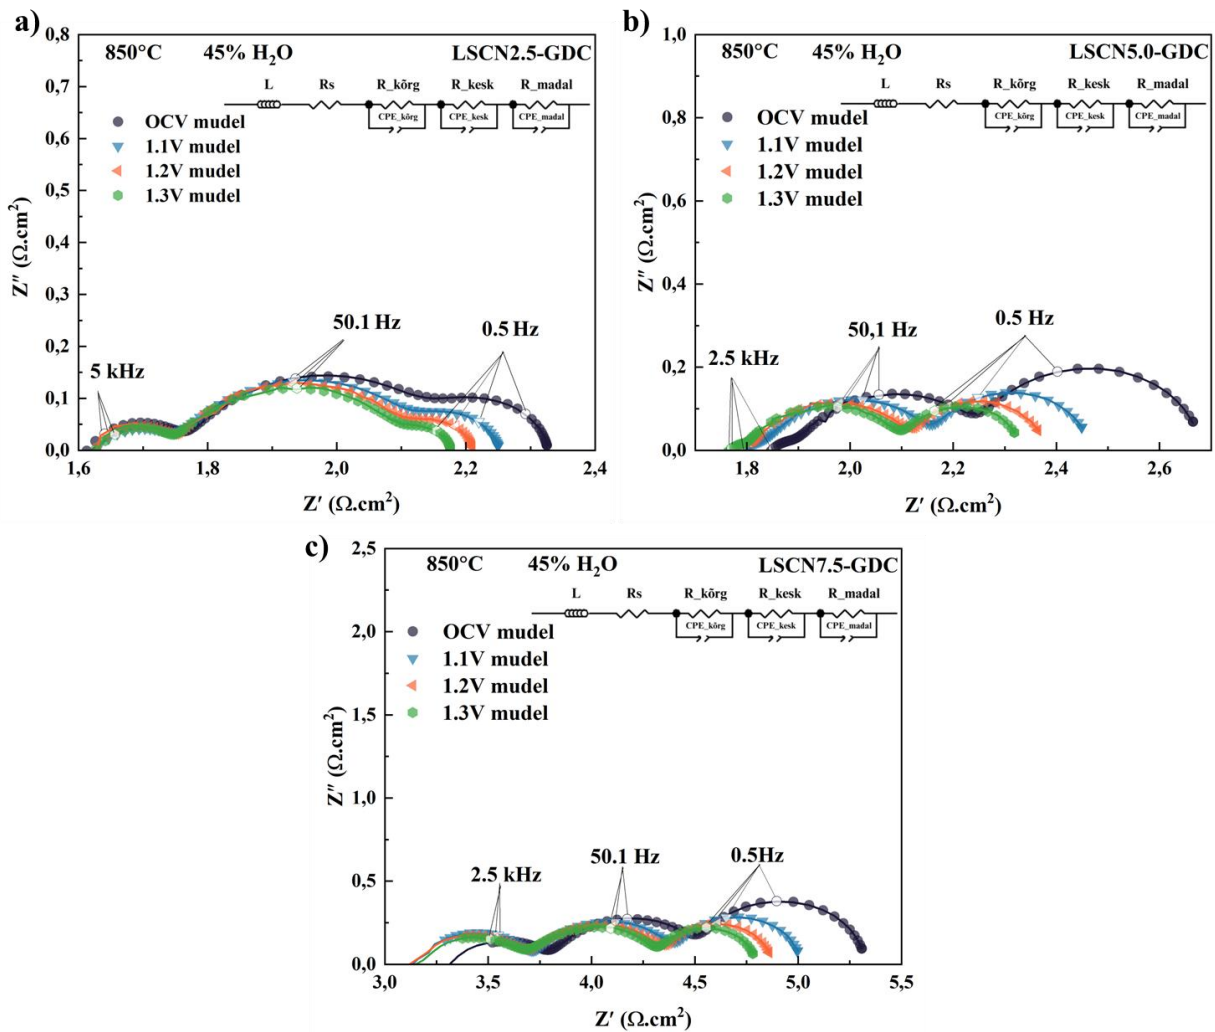 a)
850°C 45% H2O LSCN2.5-GDC
L Rs R_kõrg R_kesk R_madal
CPE_kõrg CPE_kesk CPE_madal
OCV mudel
1.1V mudel
1.2V mudel
1.3V mudel
50.1 Hz
0.5 Hz
5 kHz
0,8
0,7
0,6
0,5
0,4
0,3
0,2
0,1
0,0
1,6 1,8 2,0 2,2 2,4
Z″ (Ω.cm2)
Z′ (Ω.cm2)
b)
850°C 45% H2O LSCN5.0-GDC
L Rs R_kõrg R_kesk R_madal
CPE_kõrg CPE_kesk CPE_madal
OCV mudel
1.1V mudel
1.2V mudel
1.3V mudel
0.5 Hz
50,1 Hz
2.5 kHz
1,0
0,8
0,6
0,4
0,2
0,0
1,8 2,0 2,2 2,4 2,6
Z″ (Ω.cm2)
Z′ (Ω.cm2)
c)
850°C 45% H2O LSCN7.5-GDC
L Rs R_kõrg R_kesk R_madal
CPE_kõrg CPE_kesk CPE_madal
OCV mudel
1.1V mudel
1.2V mudel
1.3V mudel
50.1 Hz
0.5Hz
2.5 kHz
2,5
2,0
1,5
1,0
0,5
0,0
3,0 3,5 4,0 4,5 5,0 5,5
Z″ (Ω.cm2)
Z′ (Ω.cm2)